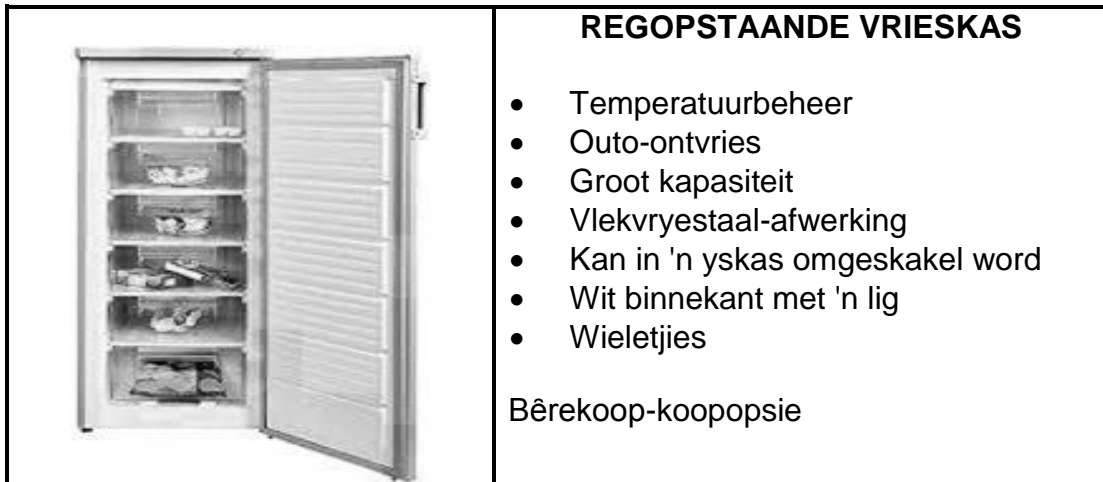 REGOPSTAANDE VRIESKAS
• Temperatuurbeheer
• Outo-ontvries
• Groot kapasiteit
• Vlekvryestaal-afwerking
• Kan in 'n yskas omgeskakel word
• Wit binnekant met 'n lig
• Wieletjies
Bêrekoop-koopopsie